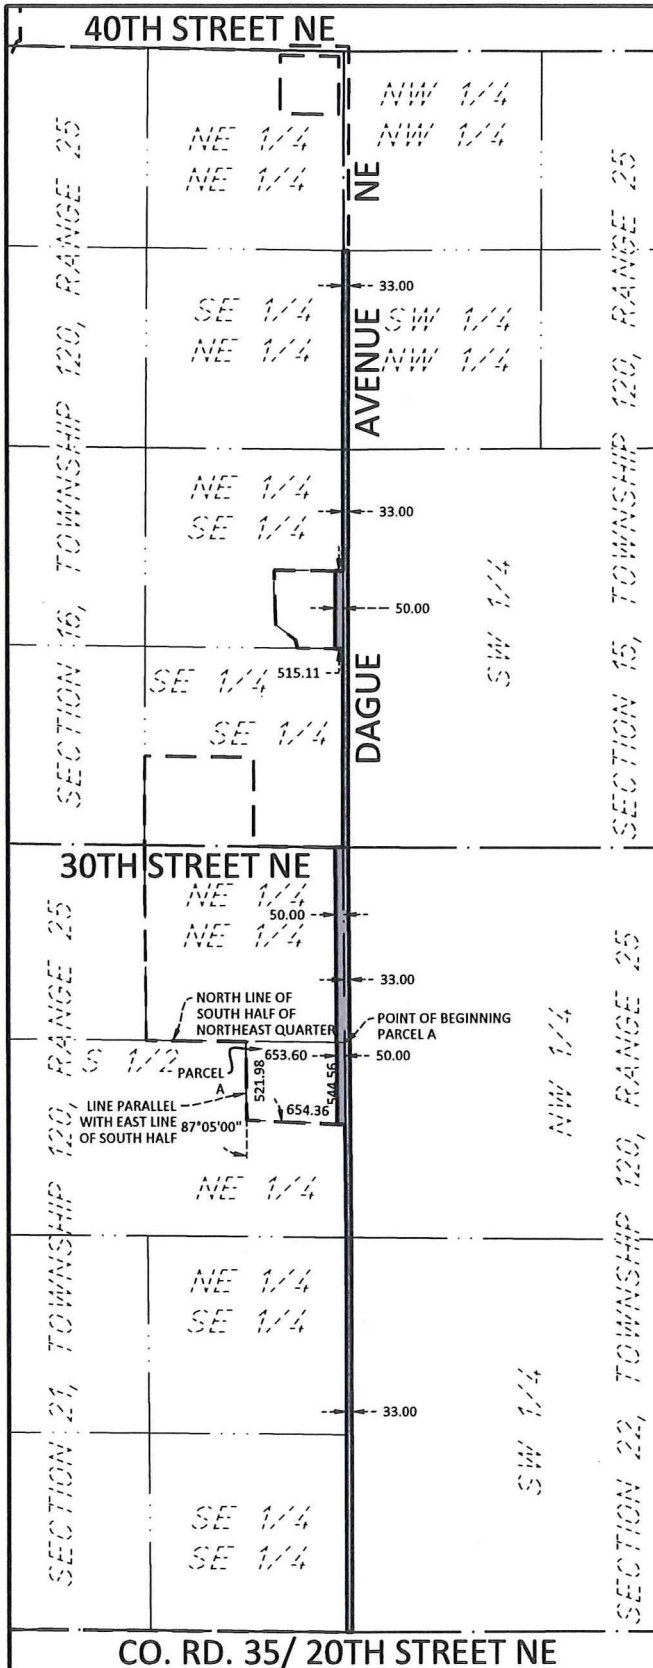 40TH STREET NE
NE 1/4
NE 1/4
NW 1/4
NW 1/4
SECTION 16, TOWNSHIP 120, RANGE 25
SECTION 15, TOWNSHIP 120, RANGE 25
DAGUE AVENUE NE
33.00
SE 1/4
NE 1/4
SW 1/4
NW 1/4
NE 1/4
SE 1/4
33.00
50.00
SW 1/4
515.11
SE 1/4
SE 1/4
30TH STREET NE
NE 1/4
NE 1/4
50.00
33.00
SECTION 21, TOWNSHIP 120, RANGE 25
SECTION 22, TOWNSHIP 120, RANGE 25
NORTH LINE OF
SOUTH HALF OF
NORTHEAST QUARTER
POINT OF BEGINNING
PARCEL A
S 1/2
PARCEL
A
653.60
50.00
521.98
544.56
654.36
LINE PARALLEL
WITH EAST LINE
OF SOUTH HALF
87°05'00"
NW 1/4
NE 1/4
NE 1/4
SE 1/4
33.00
SW 1/4
SE 1/4
SE 1/4
CO. RD. 35/ 20TH STREET NE